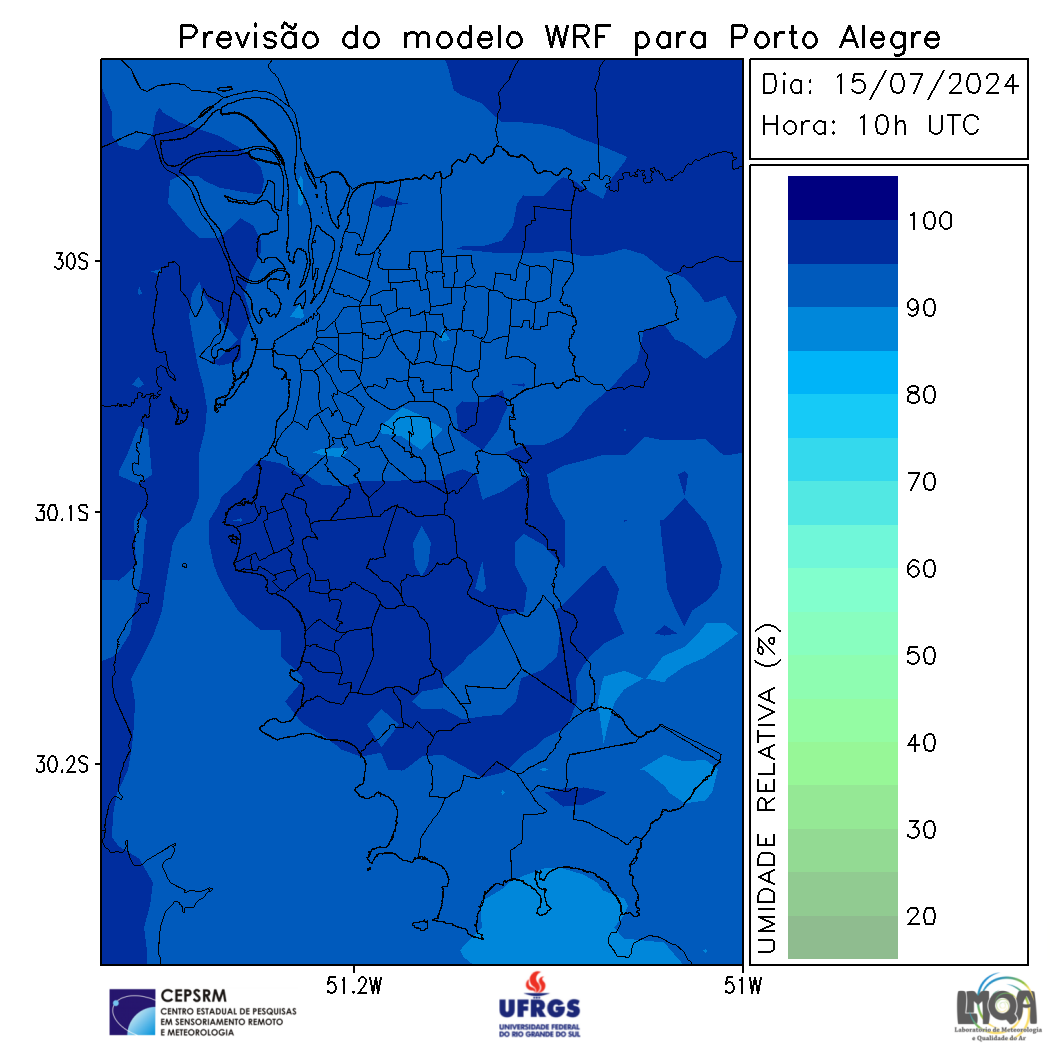 Previsão do modelo WRF para Porto Alegre
Dia: 15/07/2024
Hora: 10h UTC
30S
30.1S
30.2S
51.2W
51W
UMIDADE RELATIVA (%)
100
90
80
70
60
50
40
30
20
CEPSRM
CENTRO ESTADUAL DE PESQUISAS
EM SENSORIAMENTO REMOTO
E METEOROLOGIA
UFRGS
UNIVERSIDADE FEDERAL
DO RIO GRANDE DO SUL
LMQA
Laboratório de Meteorologia
e Qualidade do Ar